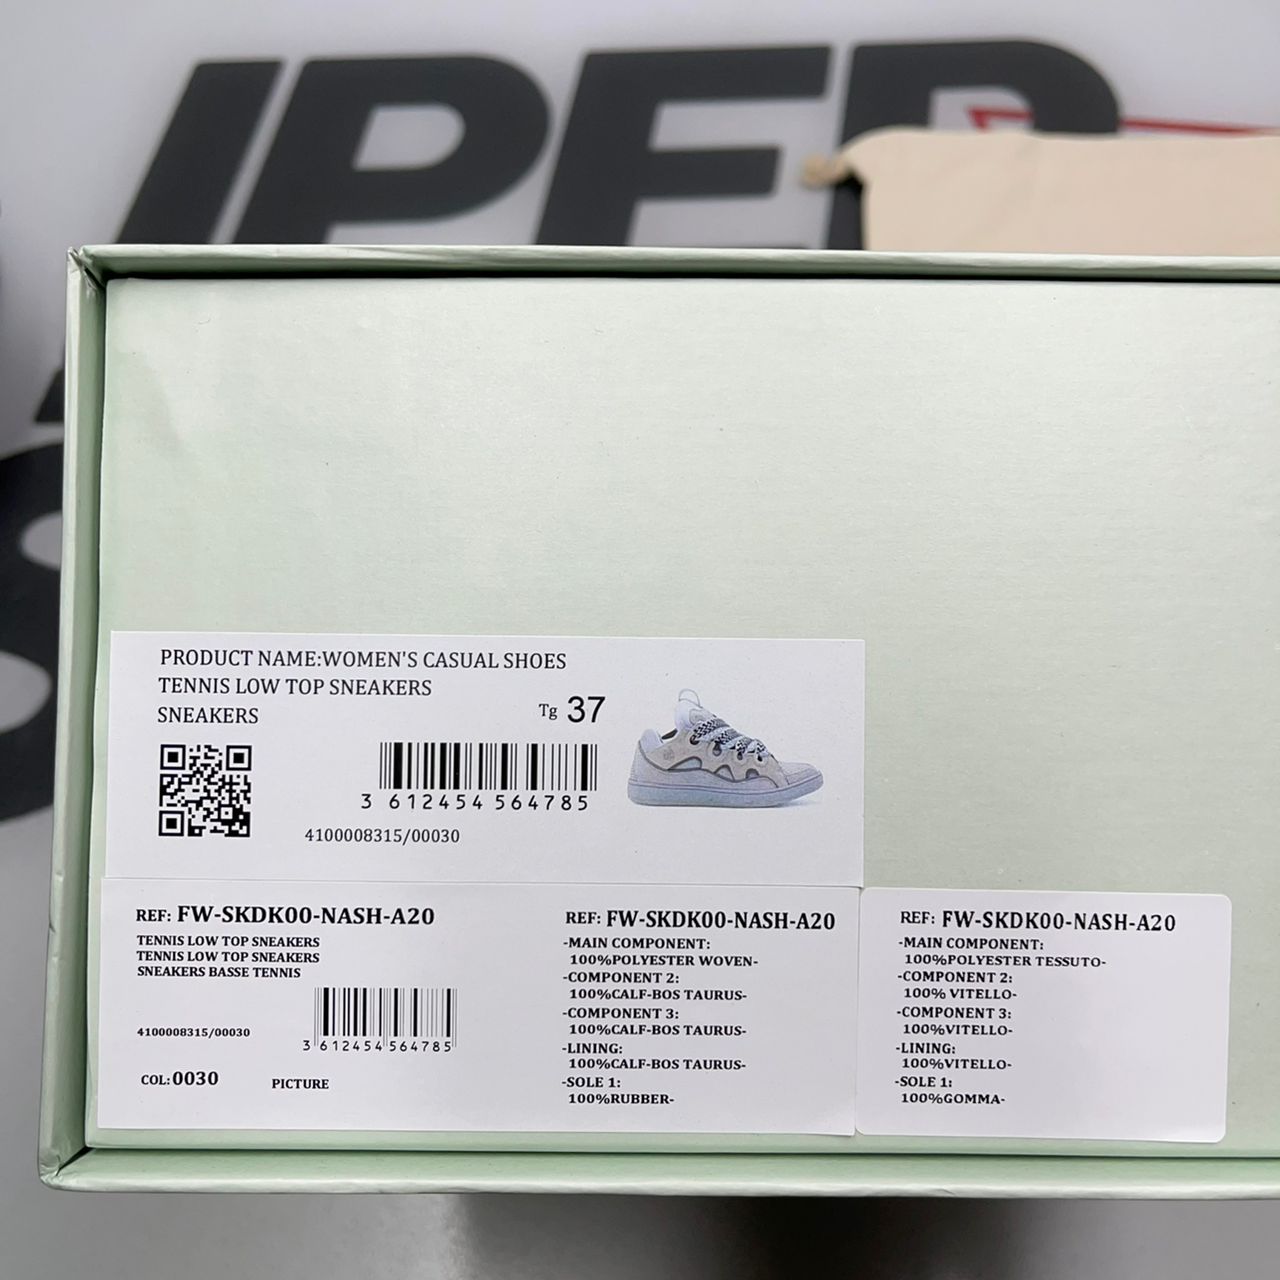 IPER
PRODUCT NAME:WOMEN'S CASUAL SHOES
TENNIS LOW TOP SNEAKERS
SNEAKERS
Tg 37
3 612454 564785
4100008315/00030
REF: FW-SKDK00-NASH-A20
TENNIS LOW TOP SNEAKERS
TENNIS LOW TOP SNEAKERS
SNEAKERS BASSE TENNIS
4100008315/00030
3 612454 564785
COL:0030
PICTURE
REF: FW-SKDK00-NASH-A20
-MAIN COMPONENT:
100%POLYESTER WOVEN-
-COMPONENT 2:
100%CALF-BOS TAURUS-
-COMPONENT 3:
100%CALF-BOS TAURUS-
-LINING:
100%CALF-BOS TAURUS-
-SOLE 1:
100%RUBBER-
REF: FW-SKDK00-NASH-A20
-MAIN COMPONENT:
100%POLYESTER TESSUTO-
-COMPONENT 2:
100% VITELLO-
-COMPONENT 3:
100%VITELLO-
-LINING:
100%VITELLO-
-SOLE 1:
100%GOMMA-